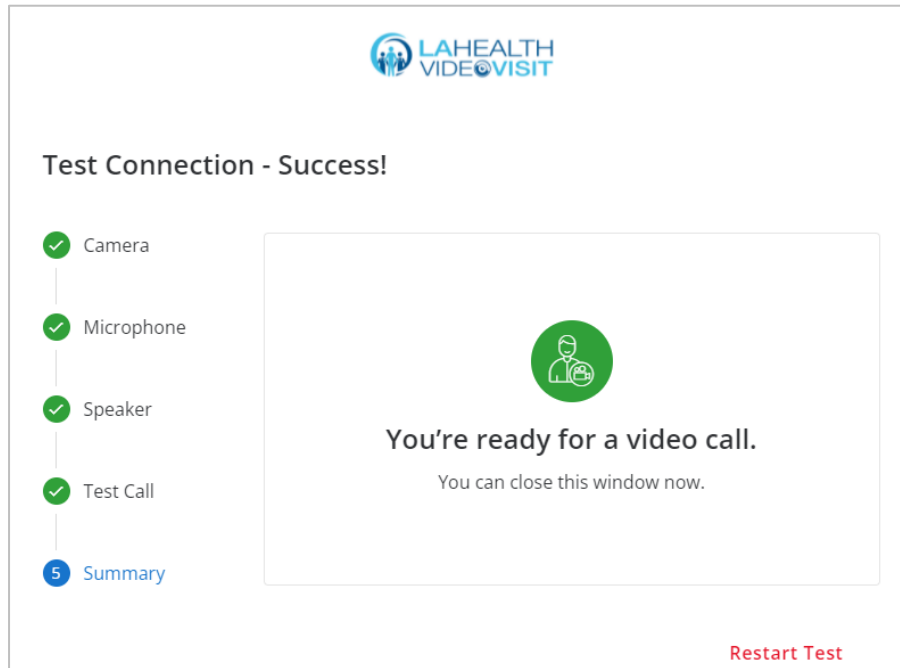 LAHEALTH
VIDEOVISIT
Test Connection - Success!
Camera
Microphone
Speaker
Test Call
5 Summary
You're ready for a video call.
You can close this window now.
Restart Test